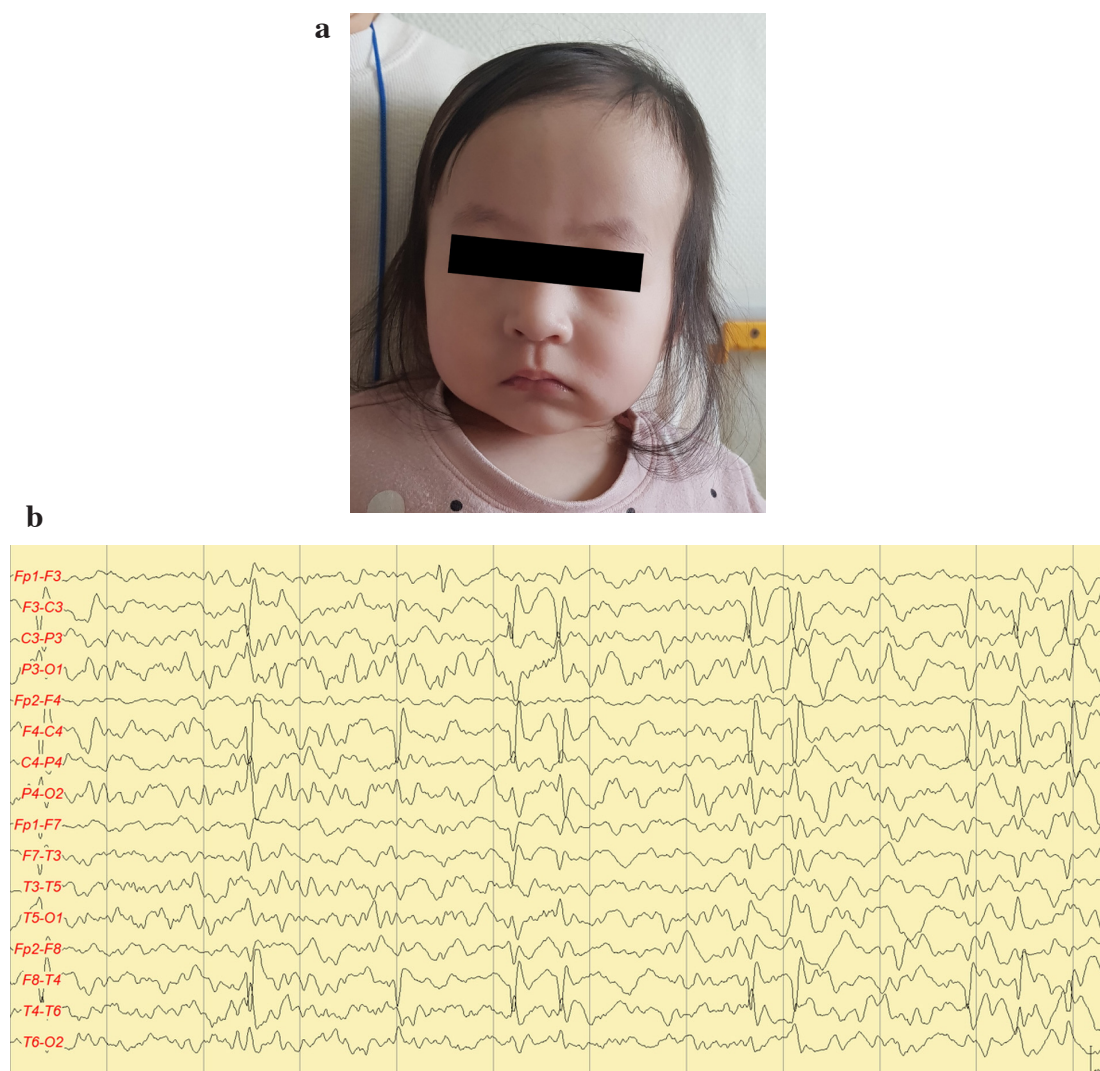 a
b
Fp1-F3
F3-C3
C3-P3
P3-O1
Fp2-F4
F4-C4
C4-P4
P4-O2
Fp1-F7
F7-T3
T3-T5
T5-O1
Fp2-F8
F8-T4
T4-T6
T6-O2